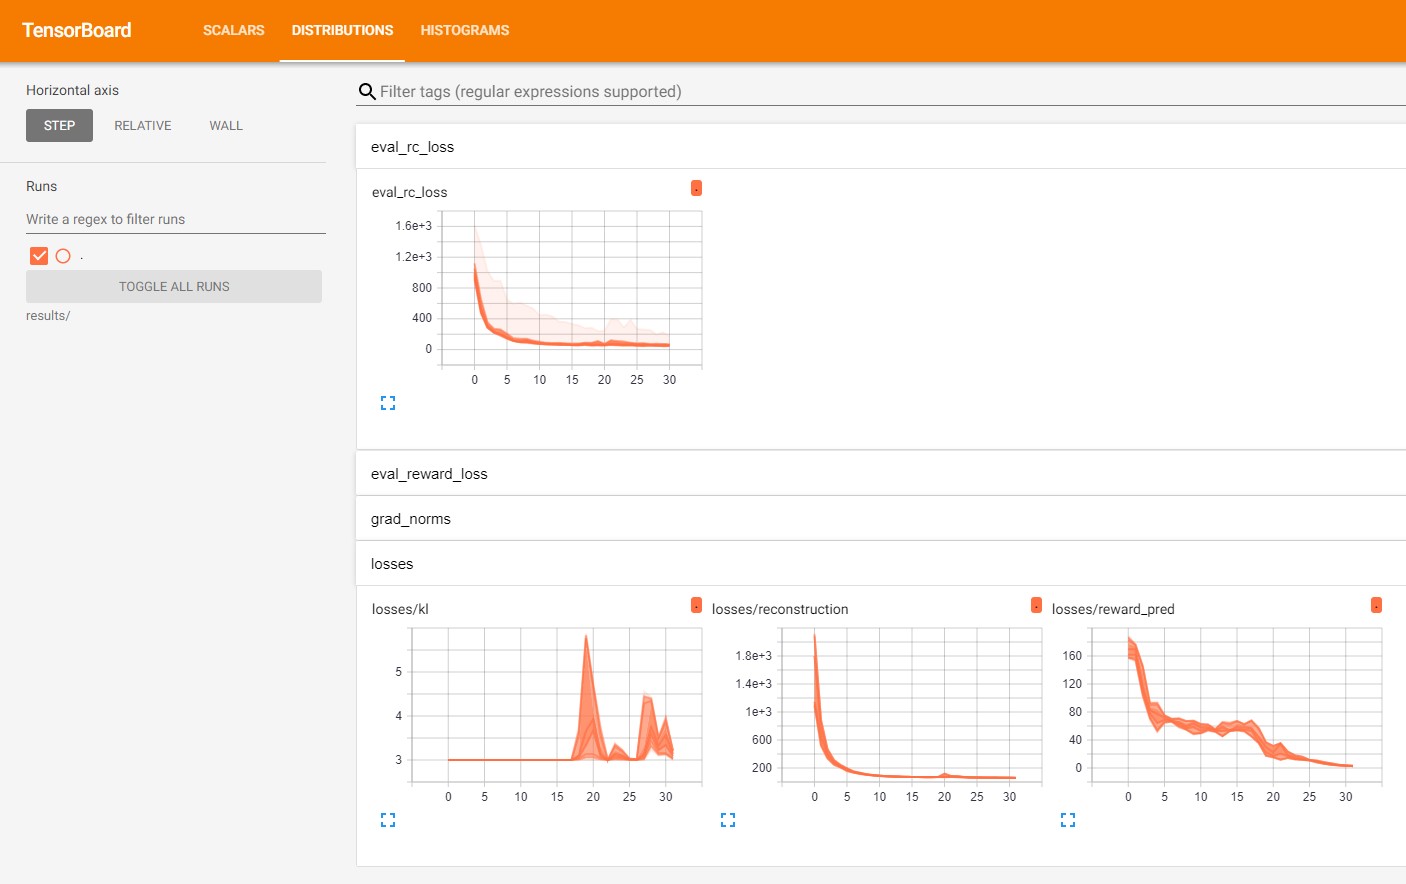 TensorBoard SCALARS DISTRIBUTIONS HISTOGRAMS
Horizontal axis
STEP RELATIVE WALL
Runs
Write a regex to filter runs
.
TOGGLE ALL RUNS
results/
Filter tags (regular expressions supported)
eval_rc_loss
eval_rc_loss .
1.6e+3
1.2e+3
800
400
0
0 5 10 15 20 25 30
eval_reward_loss
grad_norms
losses
losses/kl .
5
4
3
0 5 10 15 20 25 30
losses/reconstruction .
1.8e+3
1.4e+3
1e+3
600
200
0 5 10 15 20 25 30
losses/reward_pred .
160
120
80
40
0
0 5 10 15 20 25 30